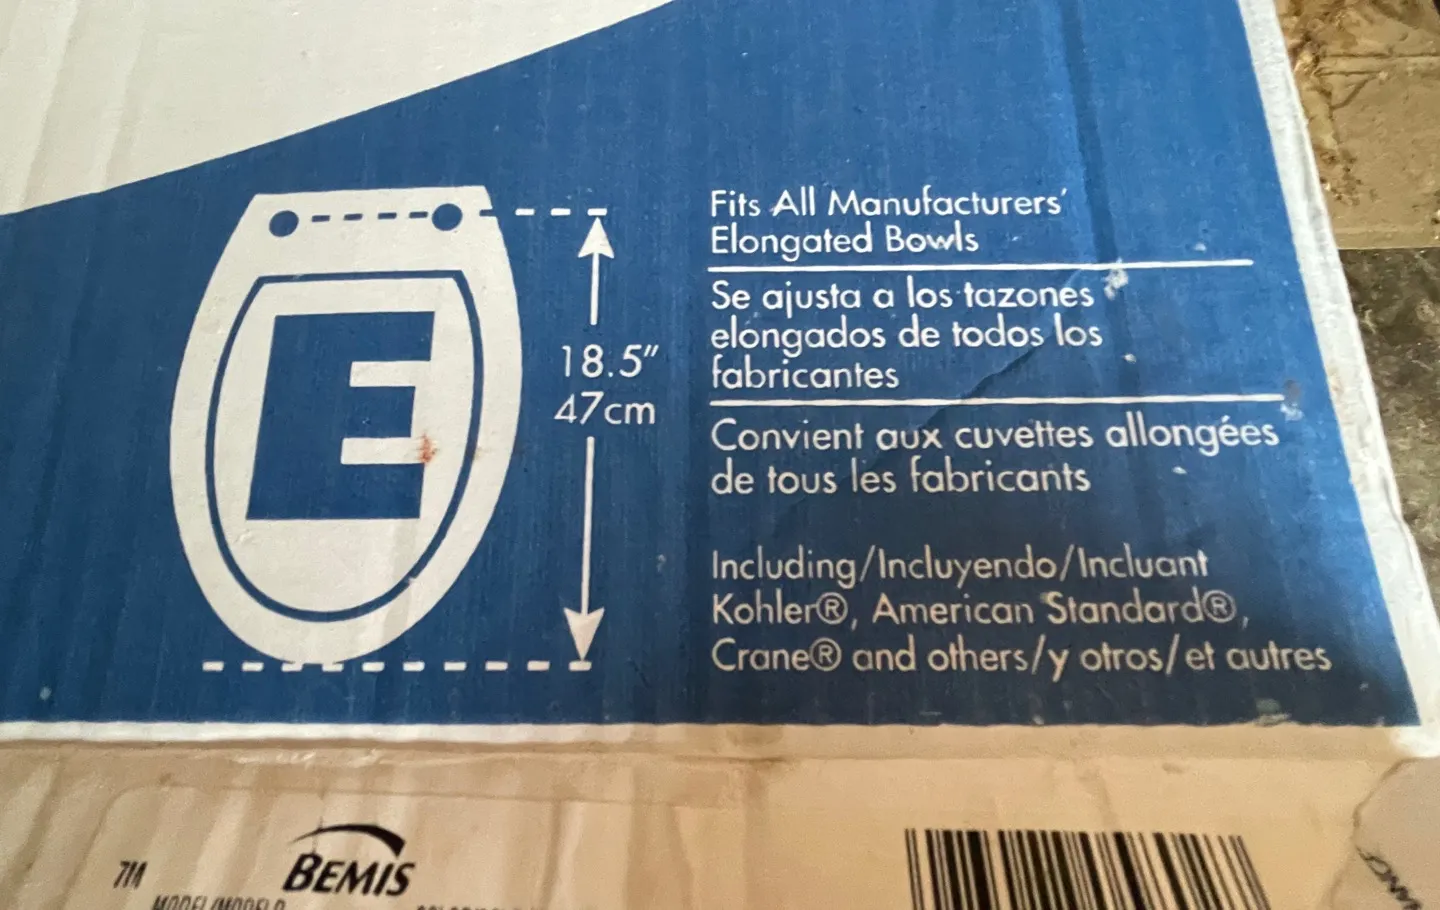 E
18.5"
47cm
Fits All Manufacturers'
Elongated Bowls
Se ajusta a los tazones
elongados de todos los
fabricantes
Convient aux cuvettes allongées
de tous les fabricants
Including/Incluyendo/Incluant
Kohler®, American Standard®,
Crane® and others/y otros/et autres
7M
BEMIS